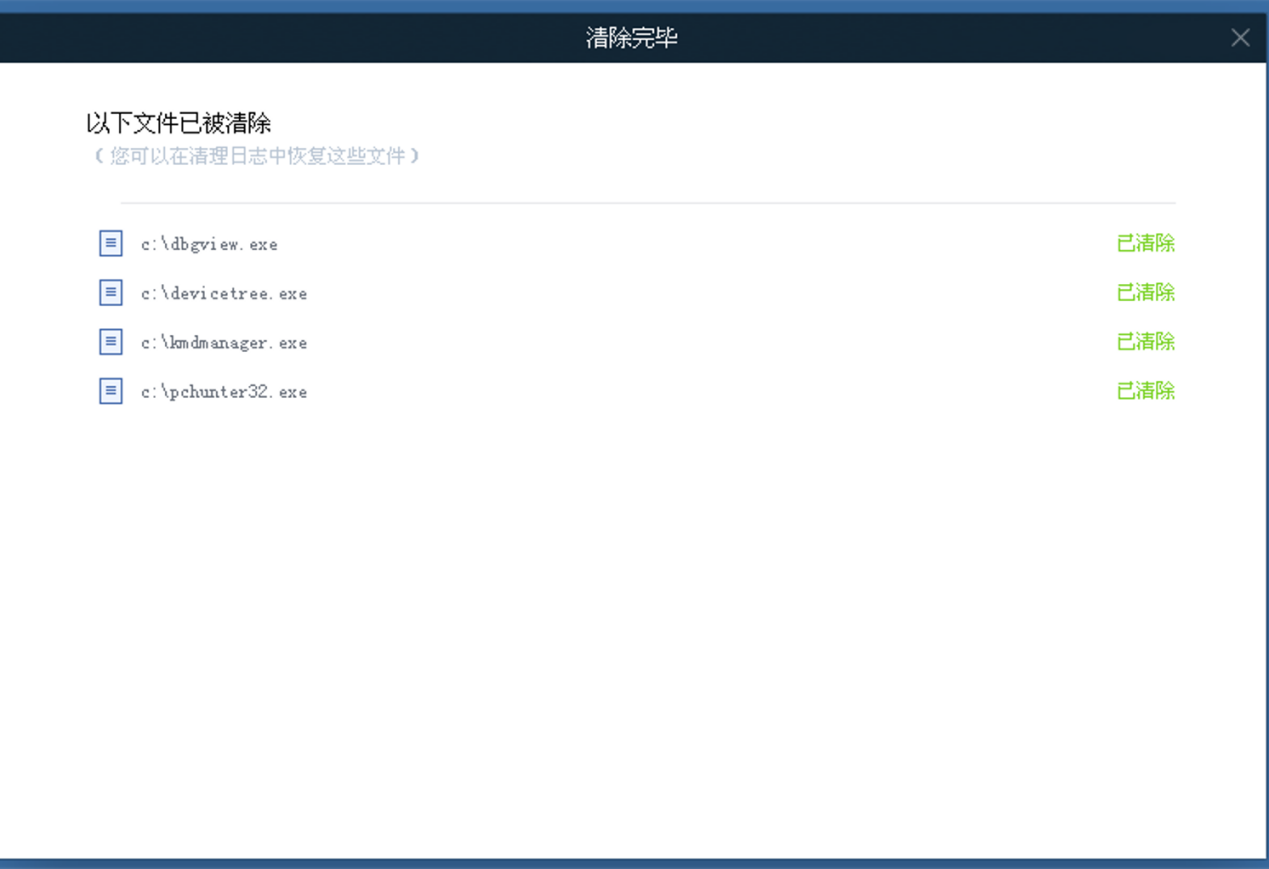 清除完毕
以下文件已被清除
（您可以在清理日志中恢复这些文件）
c:\dbgview.exe 已清除
c:\devicetree.exe 已清除
c:\kmdmanager.exe 已清除
c:\pchunter32.exe 已清除